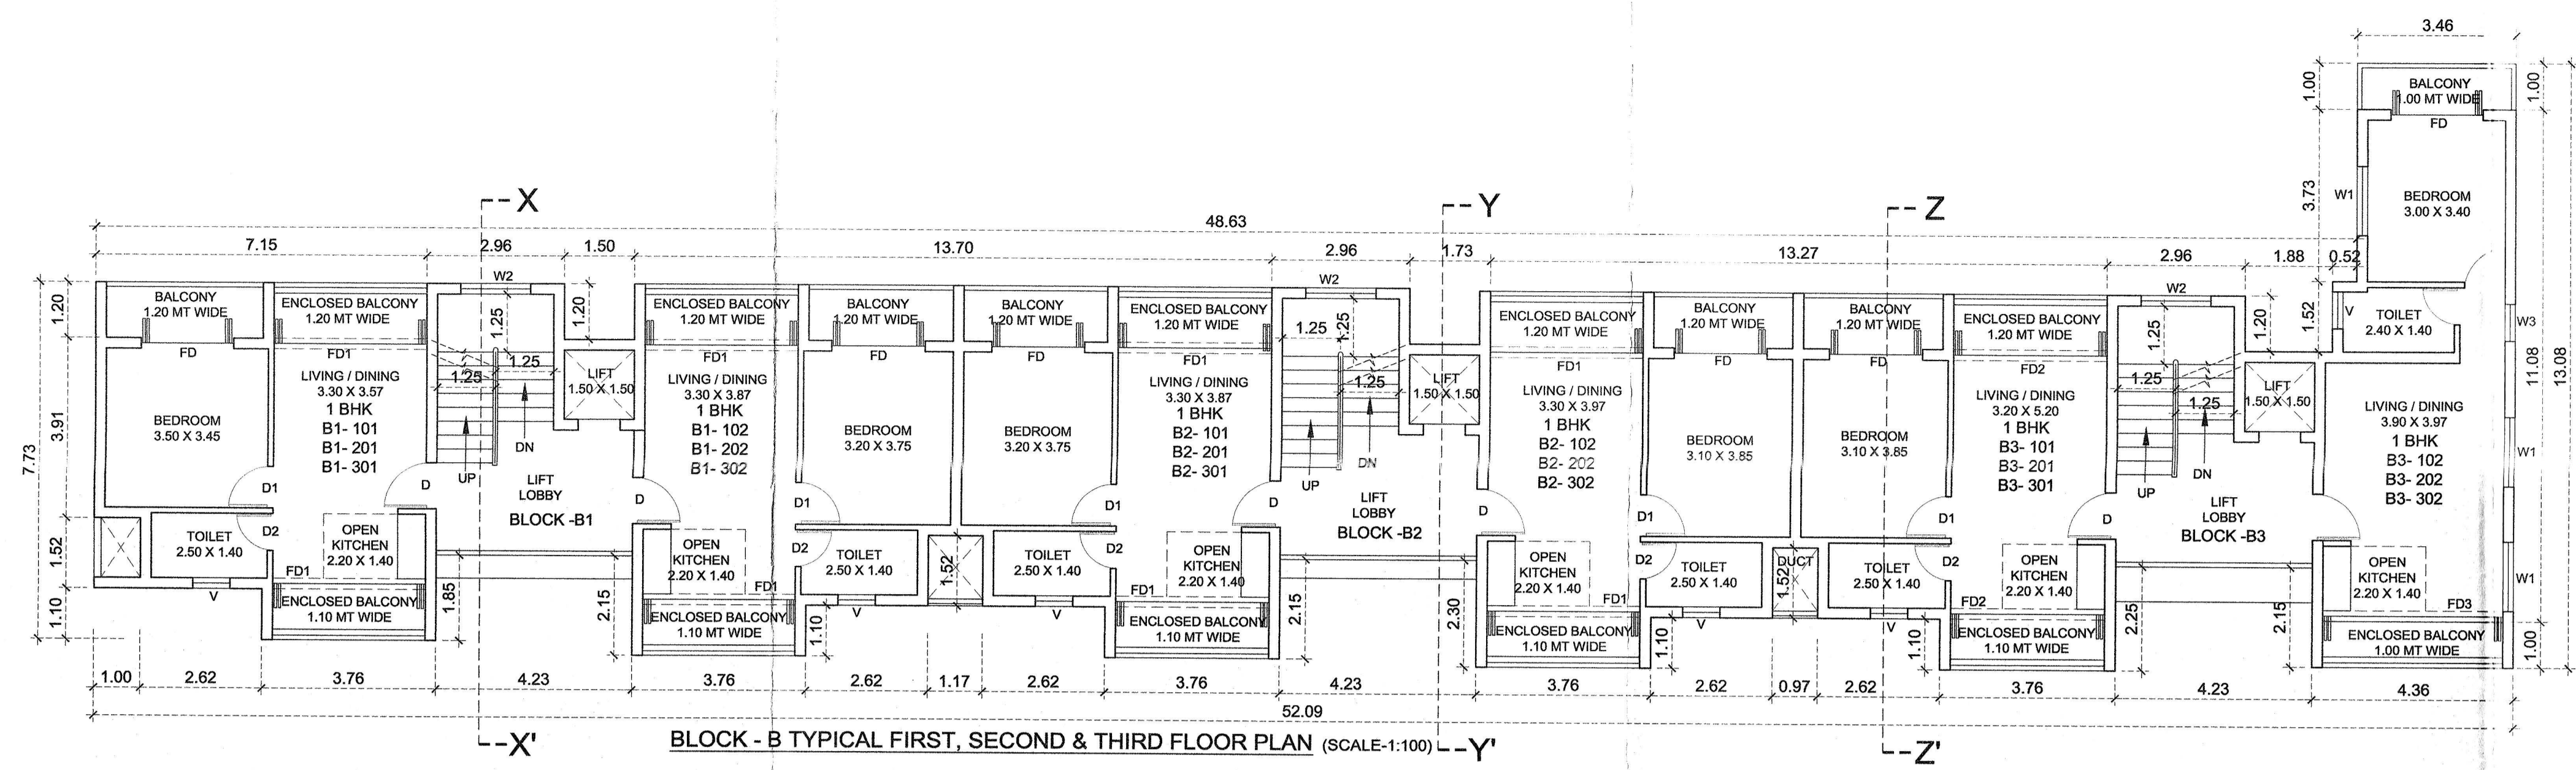 3.46
1.00
BALCONY
1.00 MT WIDE
1.00
FD
3.73
W1
BEDROOM
3.00 X 3.40
X
Y
Z
48.63
7.15
2.96
1.50
13.70
2.96
1.73
13.27
2.96
1.88
0.52
W2
W2
W2
V
TOILET
2.40 X 1.40
W3
11.08
13.08
7.73
1.20
3.91
1.52
1.10
BALCONY
1.20 MT WIDE
FD
BEDROOM
3.50 X 3.45
D1
D2
TOILET
2.50 X 1.40
V
ENCLOSED BALCONY
1.20 MT WIDE
FD1
LIVING / DINING
3.30 X 3.57
1 BHK
B1- 101
B1- 201
B1- 301
D
OPEN
KITCHEN
2.20 X 1.40
FD1
ENCLOSED BALCONY
1.10 MT WIDE
1.25
1.25
1.25
UP
DN
1.20
LIFT
1.50 X 1.50
LIFT
LOBBY
BLOCK -B1
1.85
2.15
D
ENCLOSED BALCONY
1.20 MT WIDE
FD1
LIVING / DINING
3.30 X 3.87
1 BHK
B1- 102
B1- 202
B1- 302
OPEN
KITCHEN
2.20 X 1.40
FD1
ENCLOSED BALCONY
1.10 MT WIDE
1.10
BALCONY
1.20 MT WIDE
FD
BEDROOM
3.20 X 3.75
D1
D2
TOILET
2.50 X 1.40
V
1.52
BALCONY
1.20 MT WIDE
FD
BEDROOM
3.20 X 3.75
D1
D2
TOILET
2.50 X 1.40
V
ENCLOSED BALCONY
1.20 MT WIDE
FD1
LIVING / DINING
3.30 X 3.87
1 BHK
B2- 101
B2- 201
B2- 301
D
OPEN
KITCHEN
2.20 X 1.40
FD1
ENCLOSED BALCONY
1.10 MT WIDE
1.25
1.25
1.25
UP
DN
LIFT
1.50 X 1.50
LIFT
LOBBY
BLOCK -B2
2.15
2.30
D
ENCLOSED BALCONY
1.20 MT WIDE
FD1
LIVING / DINING
3.30 X 3.97
1 BHK
B2- 102
B2- 202
B2- 302
OPEN
KITCHEN
2.20 X 1.40
FD1
ENCLOSED BALCONY
1.10 MT WIDE
1.10
BALCONY
1.20 MT WIDE
FD
BEDROOM
3.10 X 3.85
D1
D2
TOILET
2.50 X 1.40
V
DUCT
1.52
BALCONY
1.20 MT WIDE
FD
BEDROOM
3.10 X 3.85
D1
D2
TOILET
2.50 X 1.40
V
1.10
ENCLOSED BALCONY
1.20 MT WIDE
FD2
LIVING / DINING
3.20 X 5.20
1 BHK
B3- 101
B3- 201
B3- 301
D
OPEN
KITCHEN
2.20 X 1.40
FD2
ENCLOSED BALCONY
1.10 MT WIDE
1.25
1.25
1.25
UP
DN
1.20
1.52
LIFT
1.50 X 1.50
LIFT
LOBBY
BLOCK -B3
2.25
2.15
LIVING / DINING
3.90 X 3.97
1 BHK
B3- 102
B3- 202
B3- 302
W1
W1
OPEN
KITCHEN
2.20 X 1.40
FD3
ENCLOSED BALCONY
1.00 MT WIDE
1.00
1.00
2.62
3.76
4.23
3.76
2.62
1.17
2.62
3.76
4.23
3.76
2.62
0.97
2.62
3.76
4.23
4.36
52.09
X'
Y'
Z'
BLOCK - B TYPICAL FIRST, SECOND & THIRD FLOOR PLAN (SCALE-1:100)